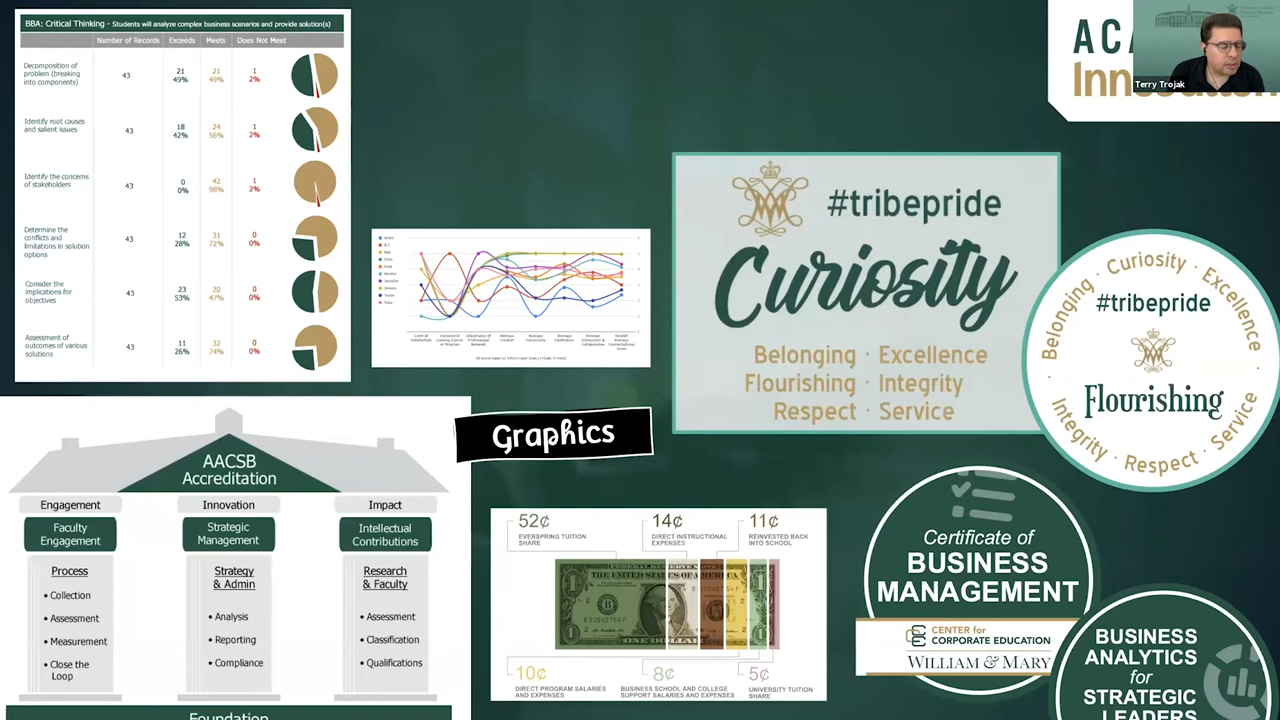 BBA: Critical Thinking - Students will analyze complex business scenarios and provide solution(s)
Number of Records Exceeds Meets Does Not Meet
Decomposition of
problem (breaking
into components)
43
21
49%
21
49%
1
2%
Identify root causes
and salient issues
43
18
42%
24
56%
1
2%
Identify the concerns
of stakeholders
43
0
0%
42
98%
1
2%
Determine the
conflicts and
limitations in solution
options
43
12
28%
31
72%
0
0%
Consider the
implications for
objectives
43
23
53%
20
47%
0
0%
Assessment of
outcomes of various
solutions
43
11
26%
32
74%
0
0%
Terry Trojak
#tribepride
Curiosity
Belonging · Excellence
Flourishing · Integrity
Respect · Service
Belonging · Curiosity · Excellence
#tribepride
Flourishing
Integrity · Respect · Service
Graphics
AACSB
Accreditation
Engagement
Innovation
Impact
Faculty
Engagement
Strategic
Management
Intellectual
Contributions
Process
• Collection
• Assessment
• Measurement
• Close the
Loop
Strategy
& Admin
• Analysis
• Reporting
• Compliance
Research
& Faculty
• Assessment
• Classification
• Qualifications
Foundation
52¢
EVERSPRING TUITION
SHARE
14¢
DIRECT INSTRUCTIONAL
EXPENSES
11¢
REINVESTED BACK
INTO SCHOOL
THE UNITED STATES OF AMERICA
ONE DOLLAR
10¢
DIRECT PROGRAM SALARIES
AND EXPENSES
8¢
BUSINESS SCHOOL AND COLLEGE
SUPPORT SALARIES AND EXPENSES
5¢
UNIVERSITY TUITION
SHARE
Certificate of
BUSINESS
MANAGEMENT
CENTER for
CORPORATE EDUCATION
WILLIAM & MARY
BUSINESS
ANALYTICS
for
STRATEGIC
LEADERS